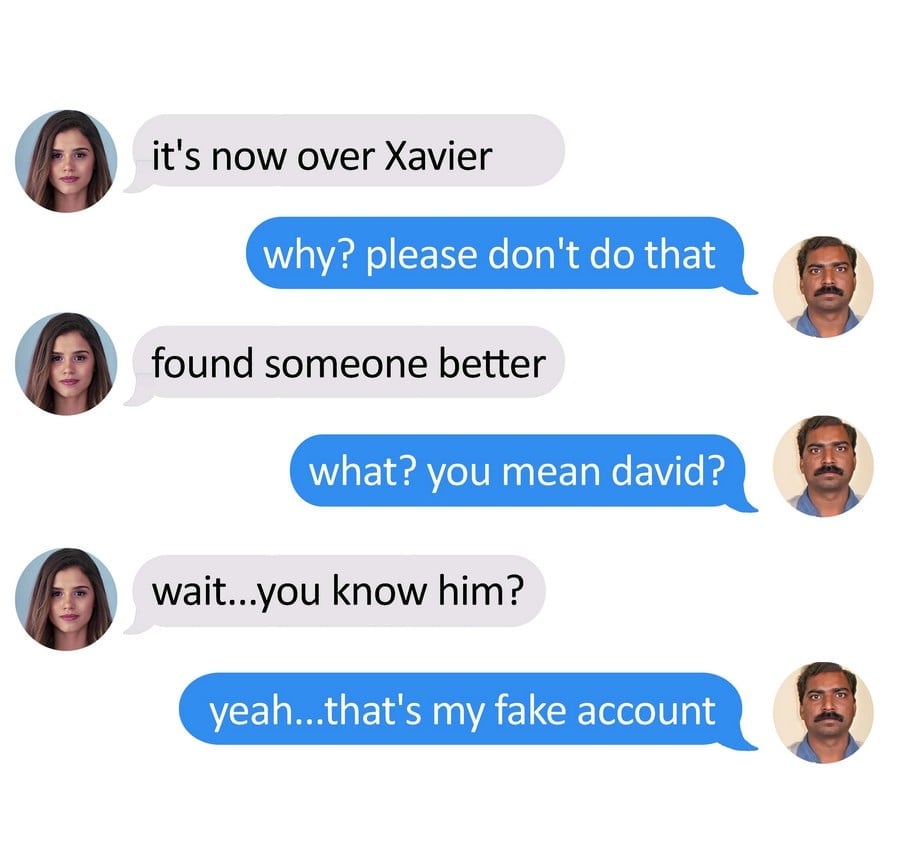 it's now over Xavier
why? please don't do that
found someone better
what? you mean david?
wait...you know him?
yeah...that's my fake account